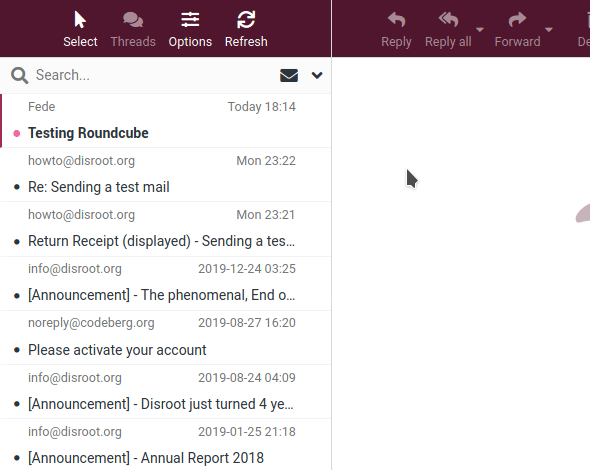 Select Threads Options Refresh Reply Reply all Forward De
Search...
Fede Today 18:14
Testing Roundcube
howto@disroot.org Mon 23:22
Re: Sending a test mail
howto@disroot.org Mon 23:21
Return Receipt (displayed) - Sending a tes...
info@disroot.org 2019-12-24 03:25
[Announcement] - The phenomenal, End o...
noreply@codeberg.org 2019-08-27 16:20
Please activate your account
info@disroot.org 2019-08-24 04:09
[Announcement] - Disroot just turned 4 ye...
info@disroot.org 2019-01-25 21:18
[Announcement] - Annual Report 2018